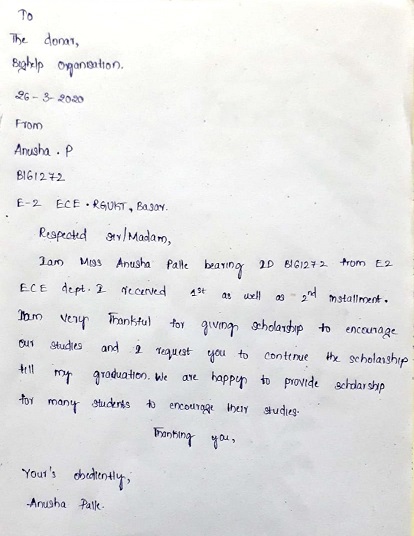 To
The donar,
Bighelp organisation.
26-3-2020
From
Anusha . P
B161272
E-2 ECE . RGUKT, Basar.
Respected sir/Madam,
Iam Miss Anusha Palle bearing ID B161272 from E2
ECE dept. I received 1st as well as 2nd Installment.
Iam very Thankful for giving scholarship to encourage
our studies and I request you to continue the scholarship
till my graduation. We are happy to provide scholarship
for many students to encourage their studies.
Thanking you,
Your's obediently,
Anusha Palle.